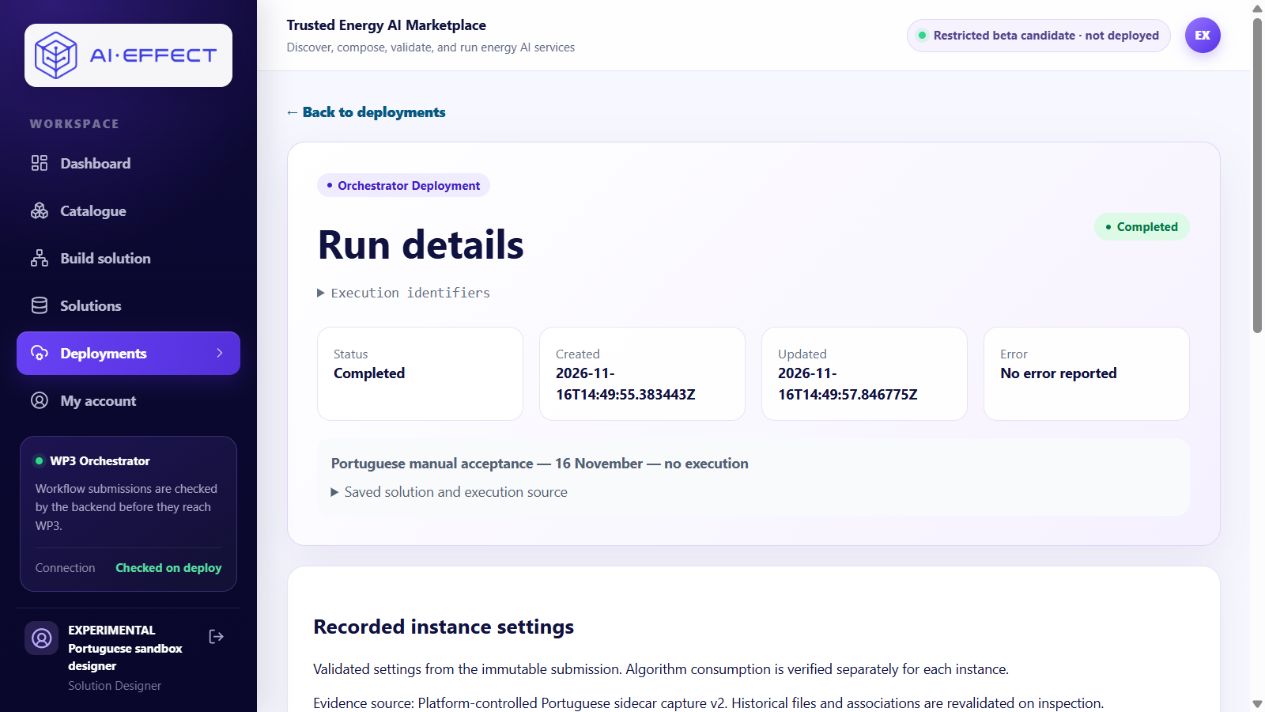 AI·EFFECT
WORKSPACE
Dashboard
Catalogue
Build solution
Solutions
Deployments
My account
WP3 Orchestrator
Workflow submissions are checked
by the backend before they reach
WP3.
Connection Checked on deploy
EXPERIMENTAL
Portuguese sandbox
designer
Solution Designer
Trusted Energy AI Marketplace
Discover, compose, validate, and run energy AI services
Restricted beta candidate · not deployed
EX
← Back to deployments
Orchestrator Deployment
Run details
Completed
Execution identifiers
Status
Completed
Created
2026-11-
16T14:49:55.383443Z
Updated
2026-11-
16T14:49:57.846775Z
Error
No error reported
Portuguese manual acceptance — 16 November — no execution
Saved solution and execution source
Recorded instance settings
Validated settings from the immutable submission. Algorithm consumption is verified separately for each instance.
Evidence source: Platform-controlled Portuguese sidecar capture v2. Historical files and associations are revalidated on inspection.